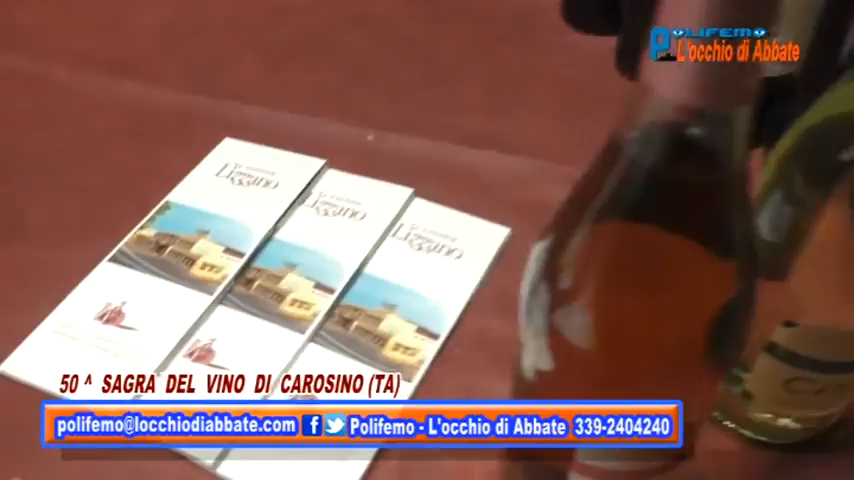 POLIFEMO
L'occhio di Abbate
Lizzano
Lizzano
Lizzano
50^ SAGRA DEL VINO DI CAROSINO (TA)
polifemo@locchiodiabbate.com f Polifemo - L'occhio di Abbate 339-2404240